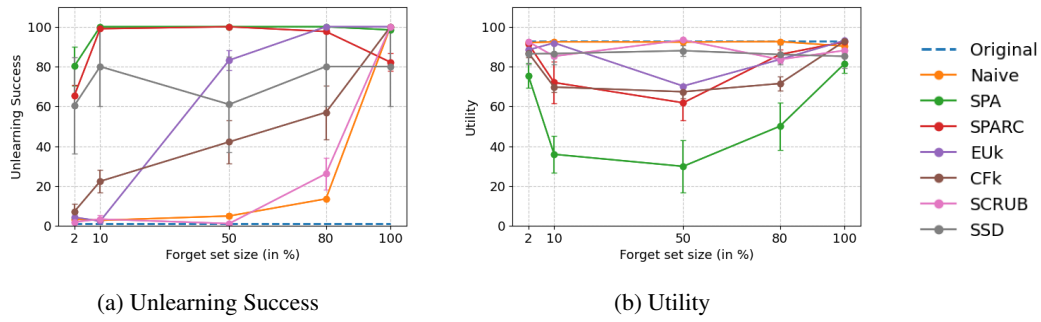 100
80
60
40
20
0
Unlearning Success
2 10 50 80 100
Forget set size (in %)
(a) Unlearning Success
100
80
60
40
20
0
Utility
2 10 50 80 100
Forget set size (in %)
(b) Utility
Original
Naive
SPA
SPARC
EUk
CFk
SCRUB
SSD